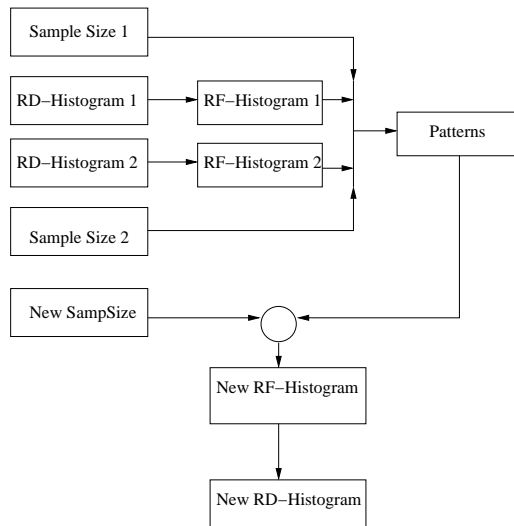 Sample Size 1
RD−Histogram 1
RF−Histogram 1
Patterns
RD−Histogram 2
RF−Histogram 2
Sample Size 2
New SampSize
New RF−Histogram
New RD−Histogram